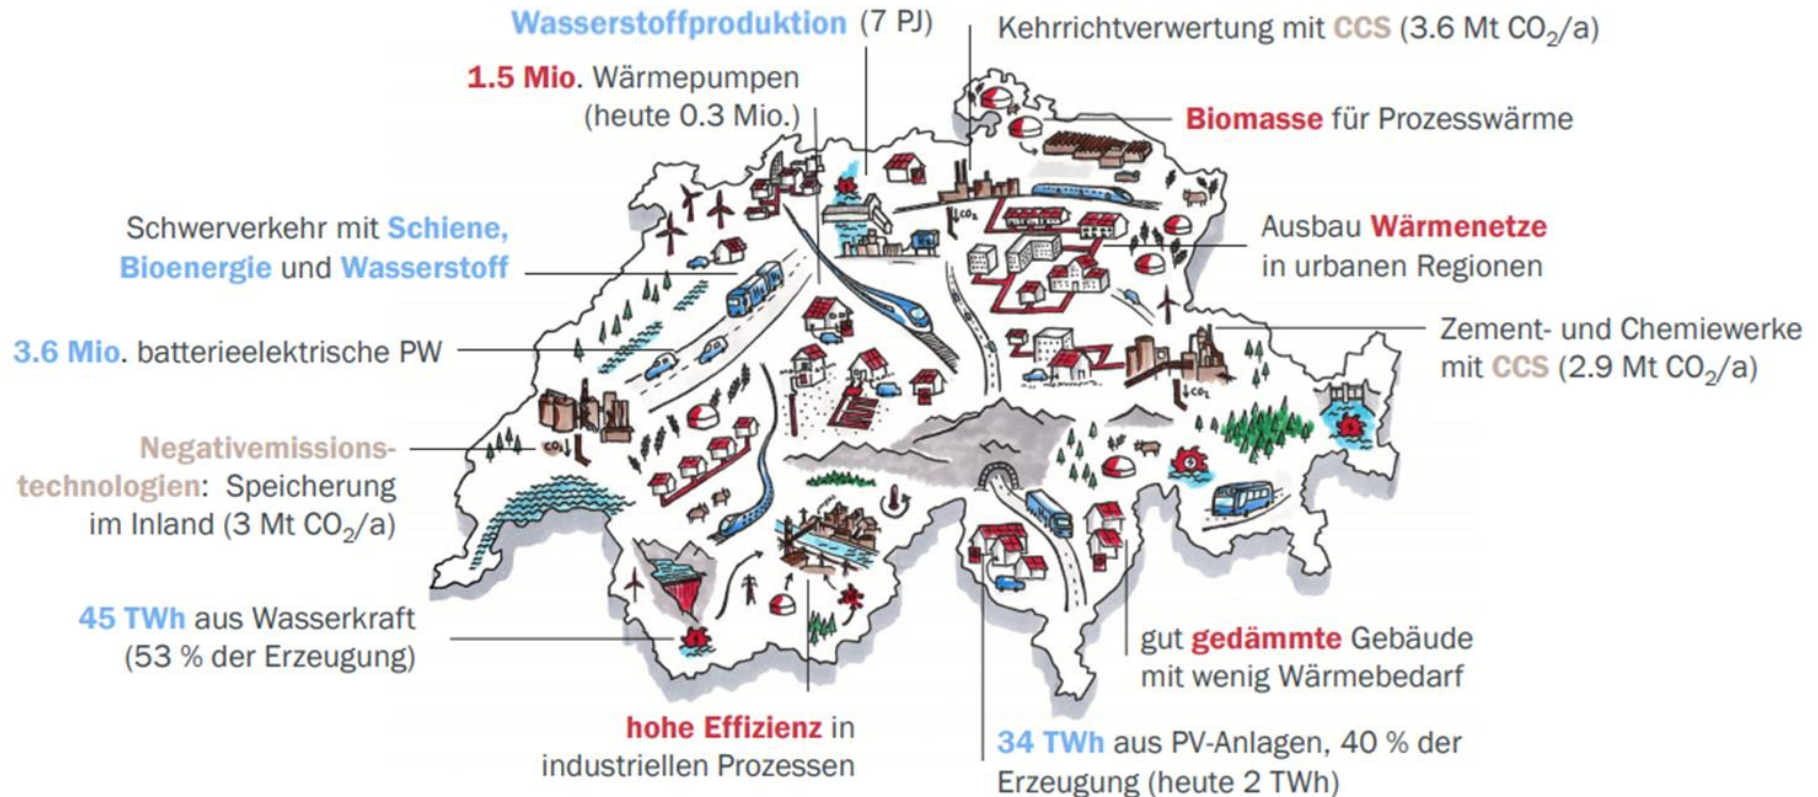 Wasserstoffproduktion (7 PJ)
Kehrrichtverwertung mit CCS (3.6 Mt CO₂/a)
1.5 Mio. Wärmepumpen
(heute 0.3 Mio.)
Biomasse für Prozesswärme
Schwerverkehr mit Schiene,
Bioenergie und Wasserstoff
Ausbau Wärmenetze
in urbanen Regionen
3.6 Mio. batterieelektrische PW
Zement- und Chemiewerke
mit CCS (2.9 Mt CO₂/a)
Negativemissions-
technologien: Speicherung
im Inland (3 Mt CO₂/a)
45 TWh aus Wasserkraft
(53 % der Erzeugung)
gut gedämmte Gebäude
mit wenig Wärmebedarf
hohe Effizienz in
industriellen Prozessen
34 TWh aus PV-Anlagen, 40 % der
Erzeugung (heute 2 TWh)
CO₂
CO₂
CO₂